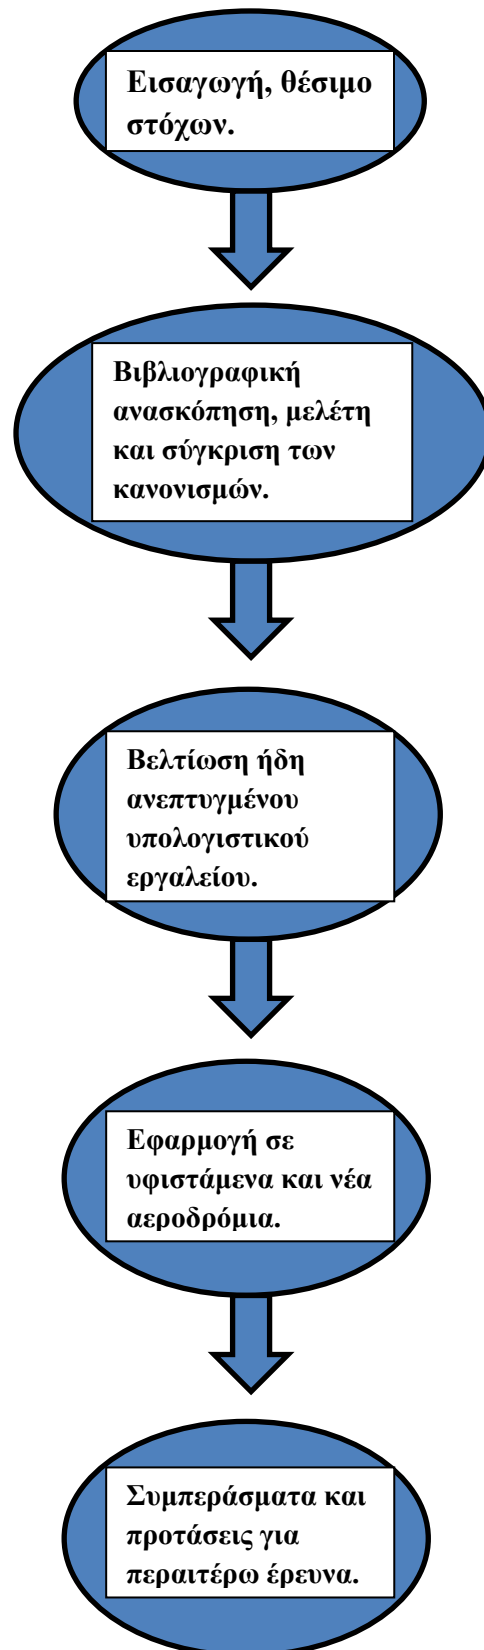 Εισαγωγή, θέσιμο
στόχων.
Βιβλιογραφική
ανασκόπηση, μελέτη
και σύγκριση των
κανονισμών.
Βελτίωση ήδη
ανεπτυγμένου
υπολογιστικού
εργαλείου.
Εφαρμογή σε
υφιστάμενα και νέα
αεροδρόμια.
Συμπεράσματα και
προτάσεις για
περαιτέρω έρευνα.